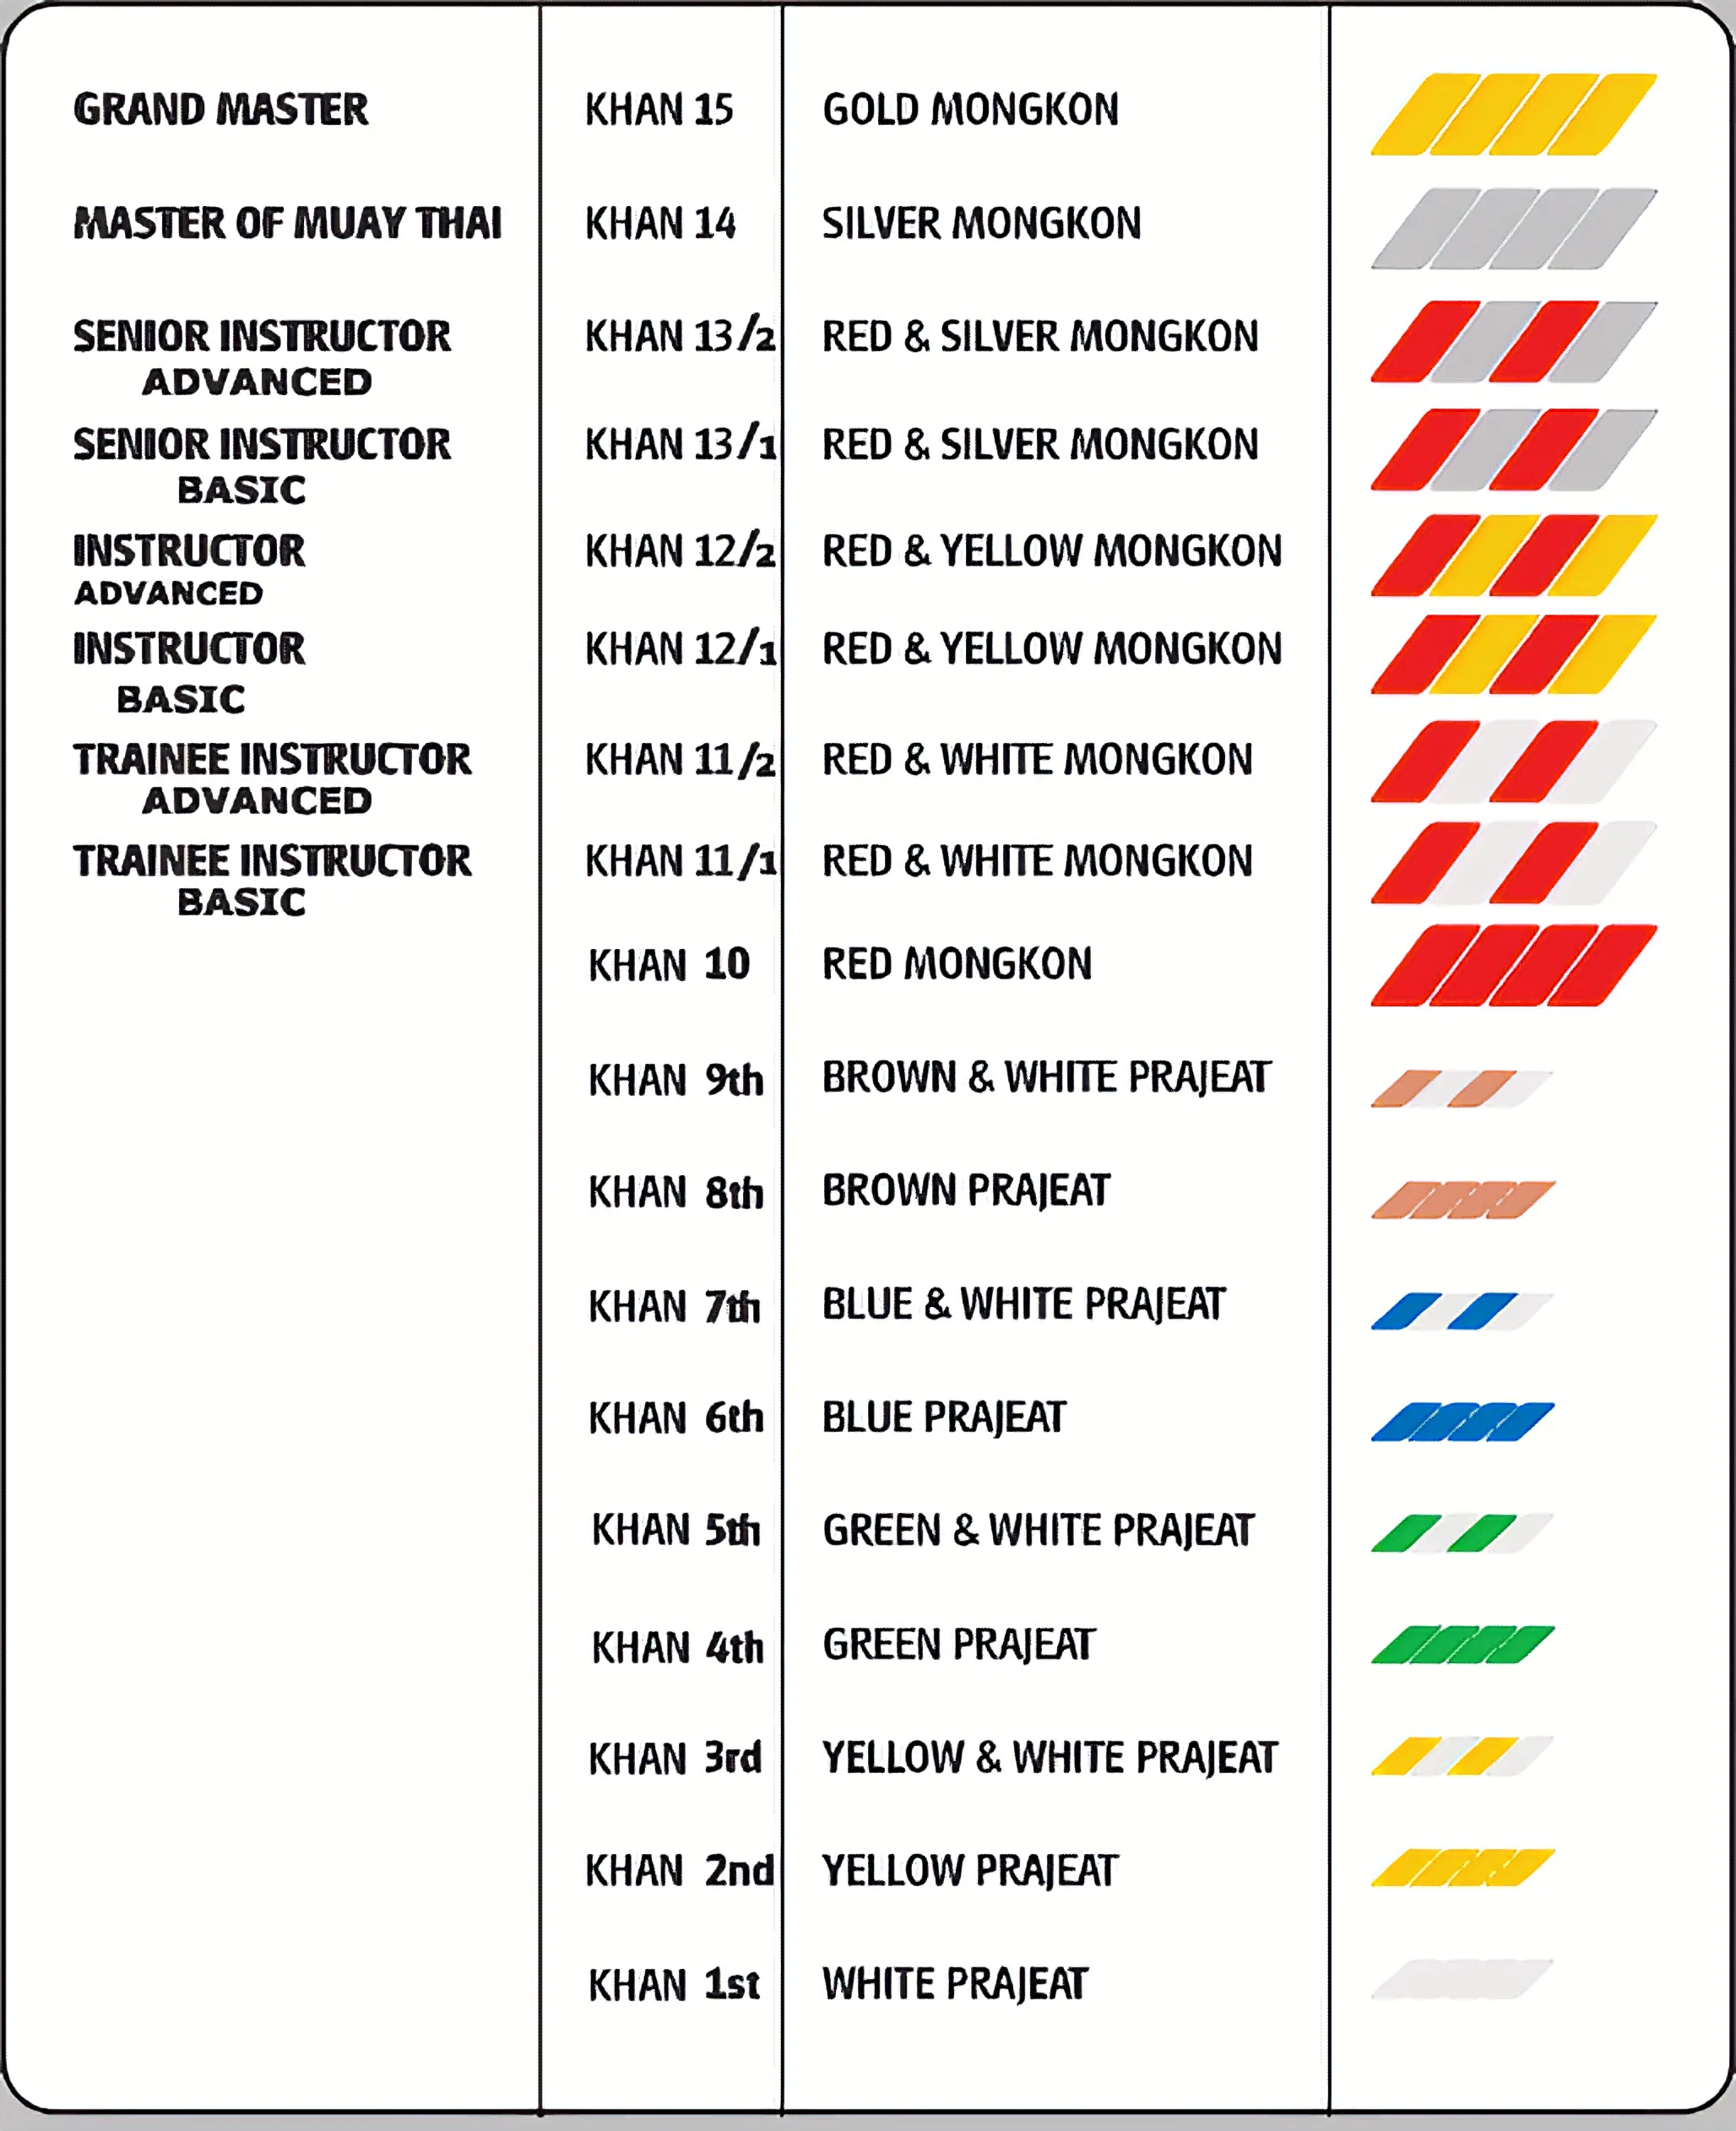 GRAND MASTER KHAN 15 GOLD MONGKON
MASTER OF MUAY THAI KHAN 14 SILVER MONGKON
SENIOR INSTRUCTOR KHAN 13/2 RED & SILVER MONGKON
ADVANCED
SENIOR INSTRUCTOR KHAN 13/1 RED & SILVER MONGKON
BASIC
INSTRUCTOR KHAN 12/2 RED & YELLOW MONGKON
ADVANCED
INSTRUCTOR KHAN 12/1 RED & YELLOW MONGKON
BASIC
TRAINEE INSTRUCTOR KHAN 11/2 RED & WHITE MONGKON
ADVANCED
TRAINEE INSTRUCTOR KHAN 11/1 RED & WHITE MONGKON
BASIC
KHAN 10 RED MONGKON
KHAN 9th BROWN & WHITE PRAJEAT
KHAN 8th BROWN PRAJEAT
KHAN 7th BLUE & WHITE PRAJEAT
KHAN 6th BLUE PRAJEAT
KHAN 5th GREEN & WHITE PRAJEAT
KHAN 4th GREEN PRAJEAT
KHAN 3rd YELLOW & WHITE PRAJEAT
KHAN 2nd YELLOW PRAJEAT
KHAN 1st WHITE PRAJEAT